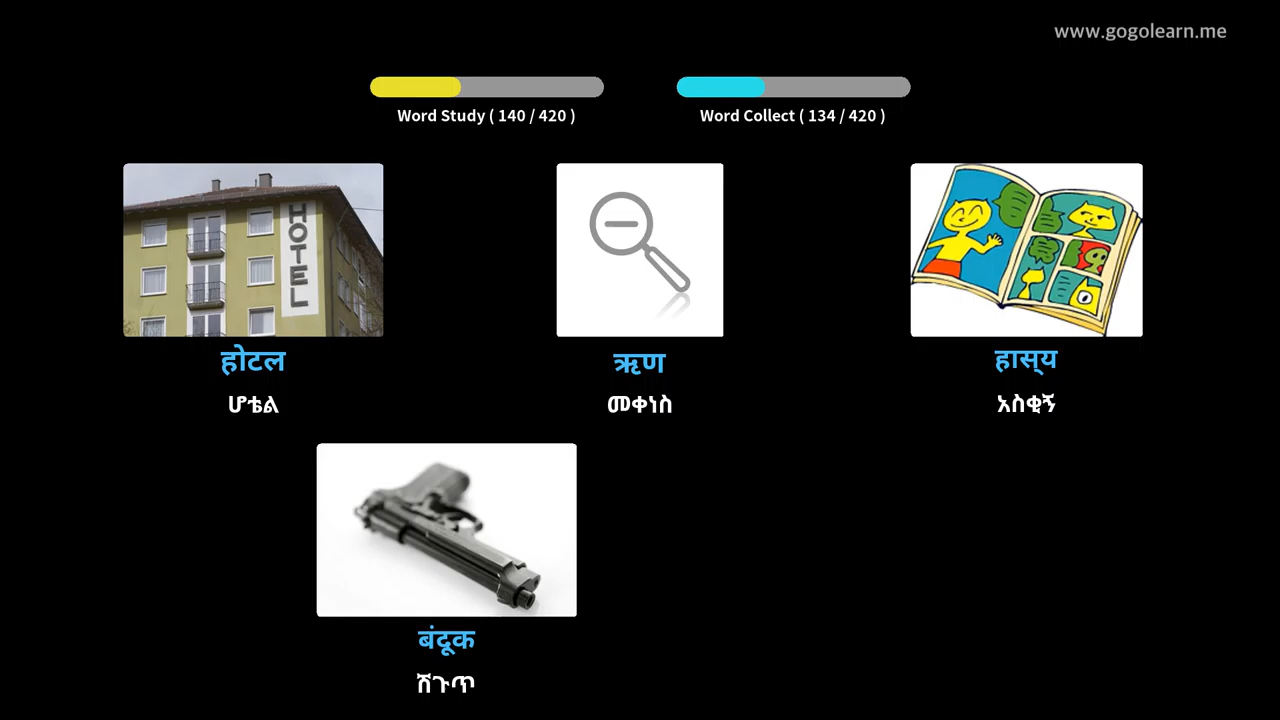 www.gogolearn.me
Word Study ( 140 / 420 )
Word Collect ( 134 / 420 )
HOTEL
होटल
ऋण
हास्‌य
ሆቴል
መቀነስ
አስቂኝ
बंदूक
ሽጉጥ